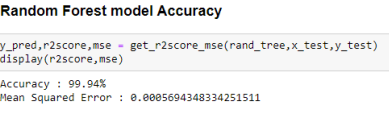 Random Forest model Accuracy
y_pred,r2score,mse = get_r2score_mse(rand_tree,x_test,y_test)
display(r2score,mse)
Accuracy : 99.94%
Mean Squared Error : 0.0005694348334251511